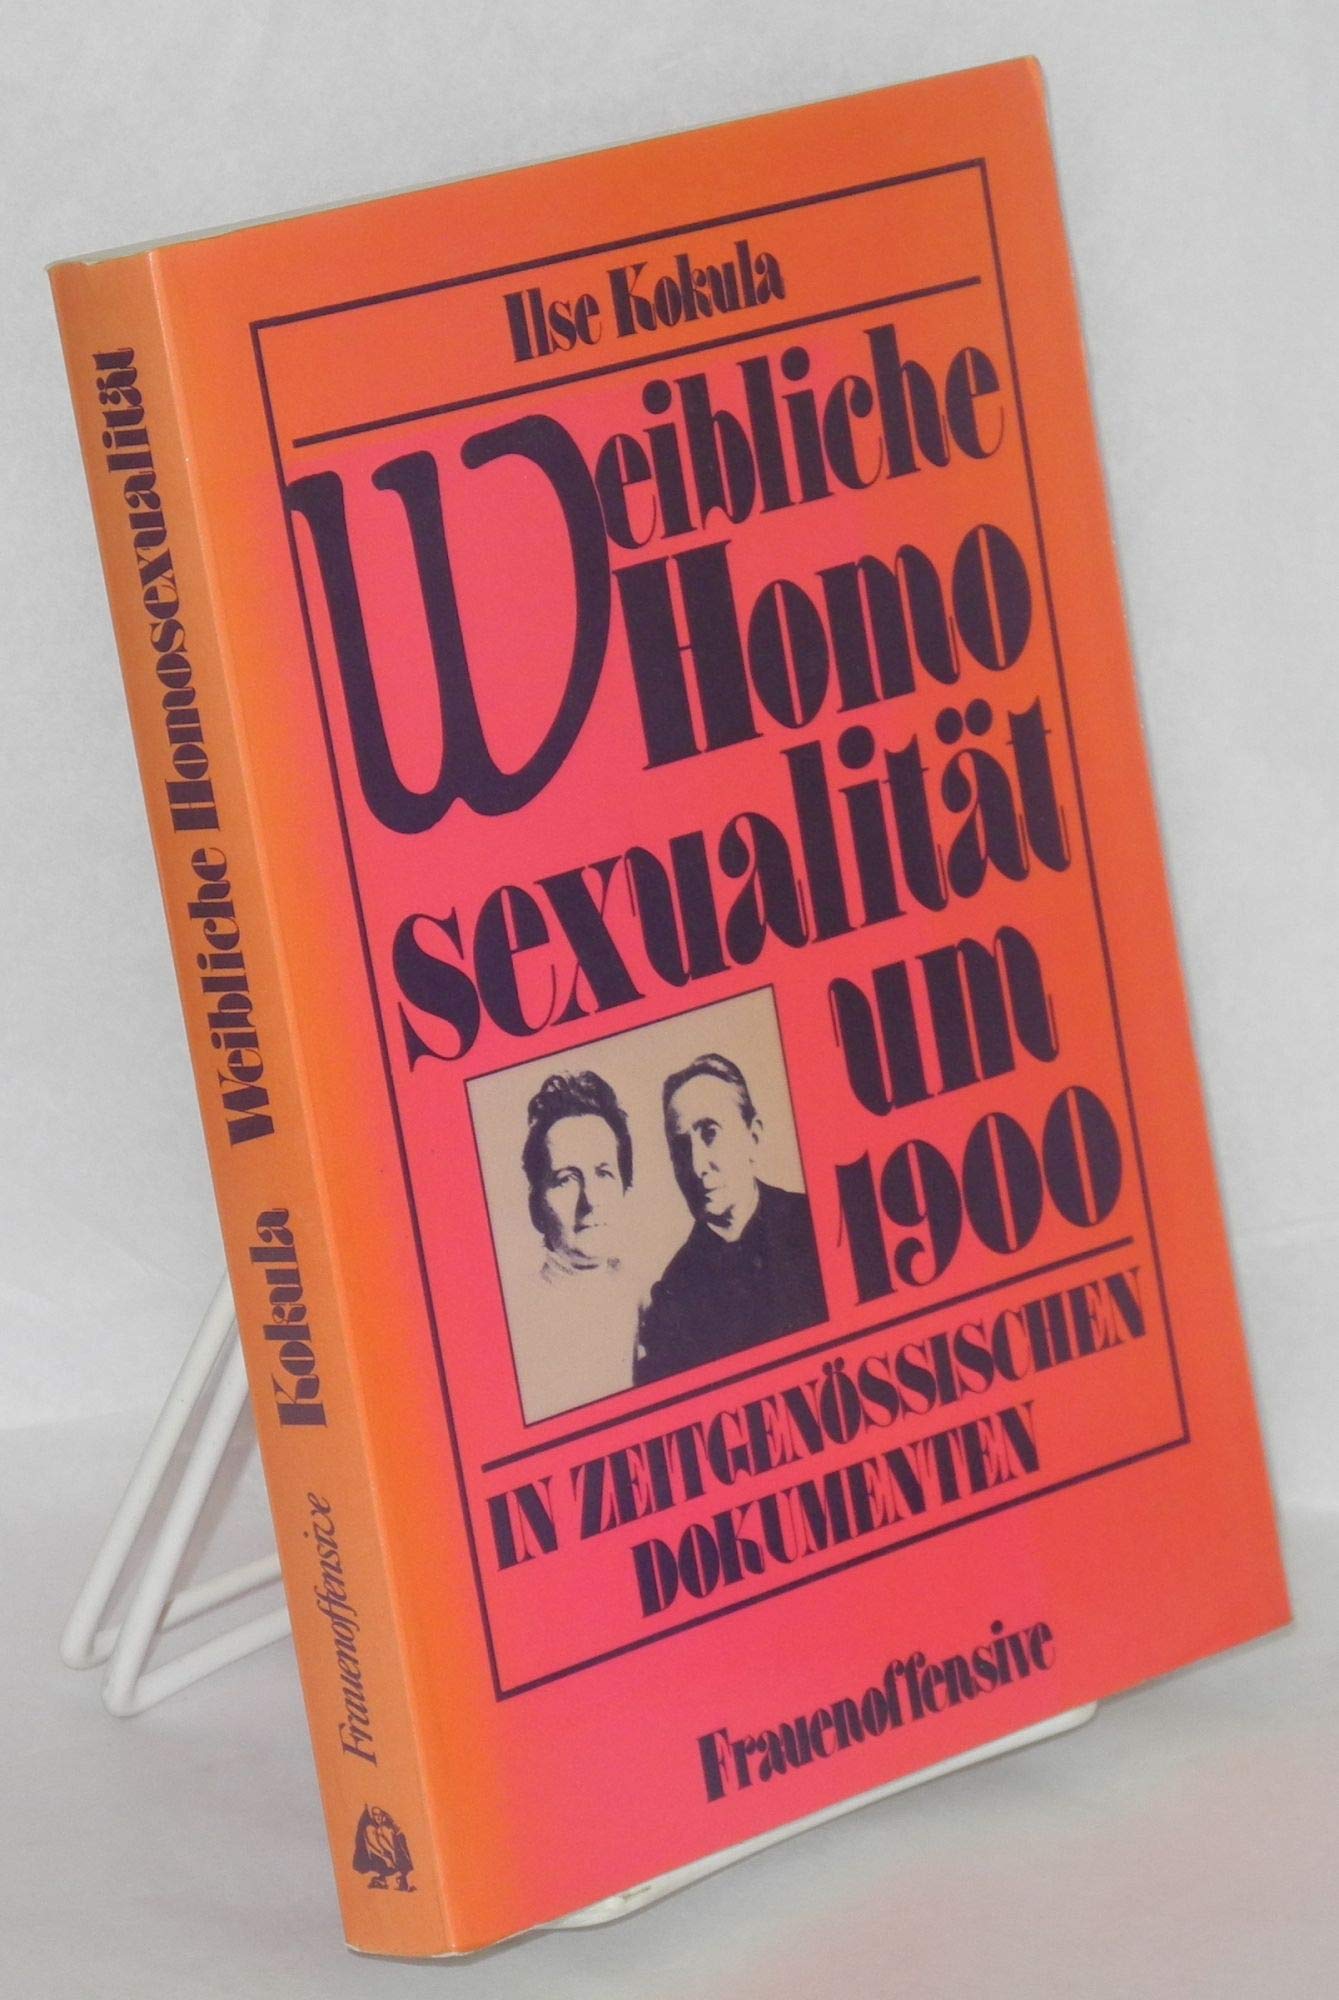 Ilse Kokula
Weibliche
Homo
sexualität
um
1900
IN ZEITGENÖSSISCHEN
DOKUMENTEN
Frauenoffensive
Frauenoffensive Kokula Weibliche Homosexualität